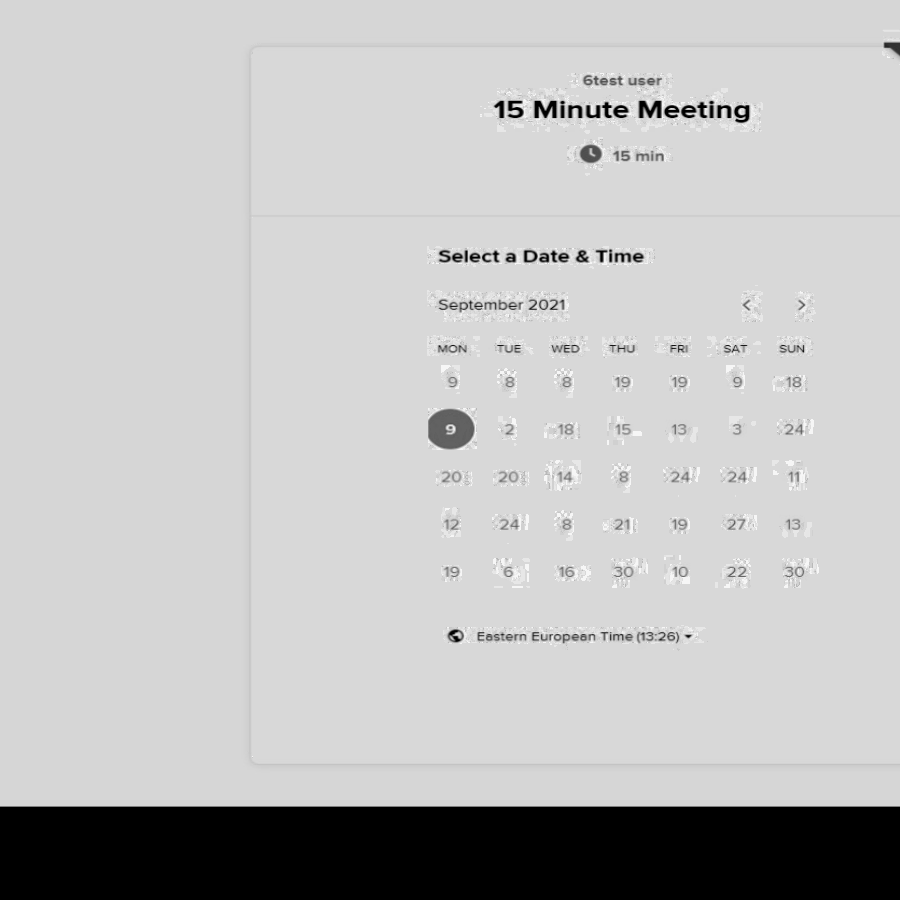 6test user
15 Minute Meeting
15 min
Select a Date & Time
September 2021
MON TUE WED THU FRI SAT SUN
9 8 8 19 19 9 18
9 2 18 15 13 3 24
20 20 14 8 24 24 11
12 24 8 21 19 27 13
19 6 16 30 10 22 30
Eastern European Time (13:26)